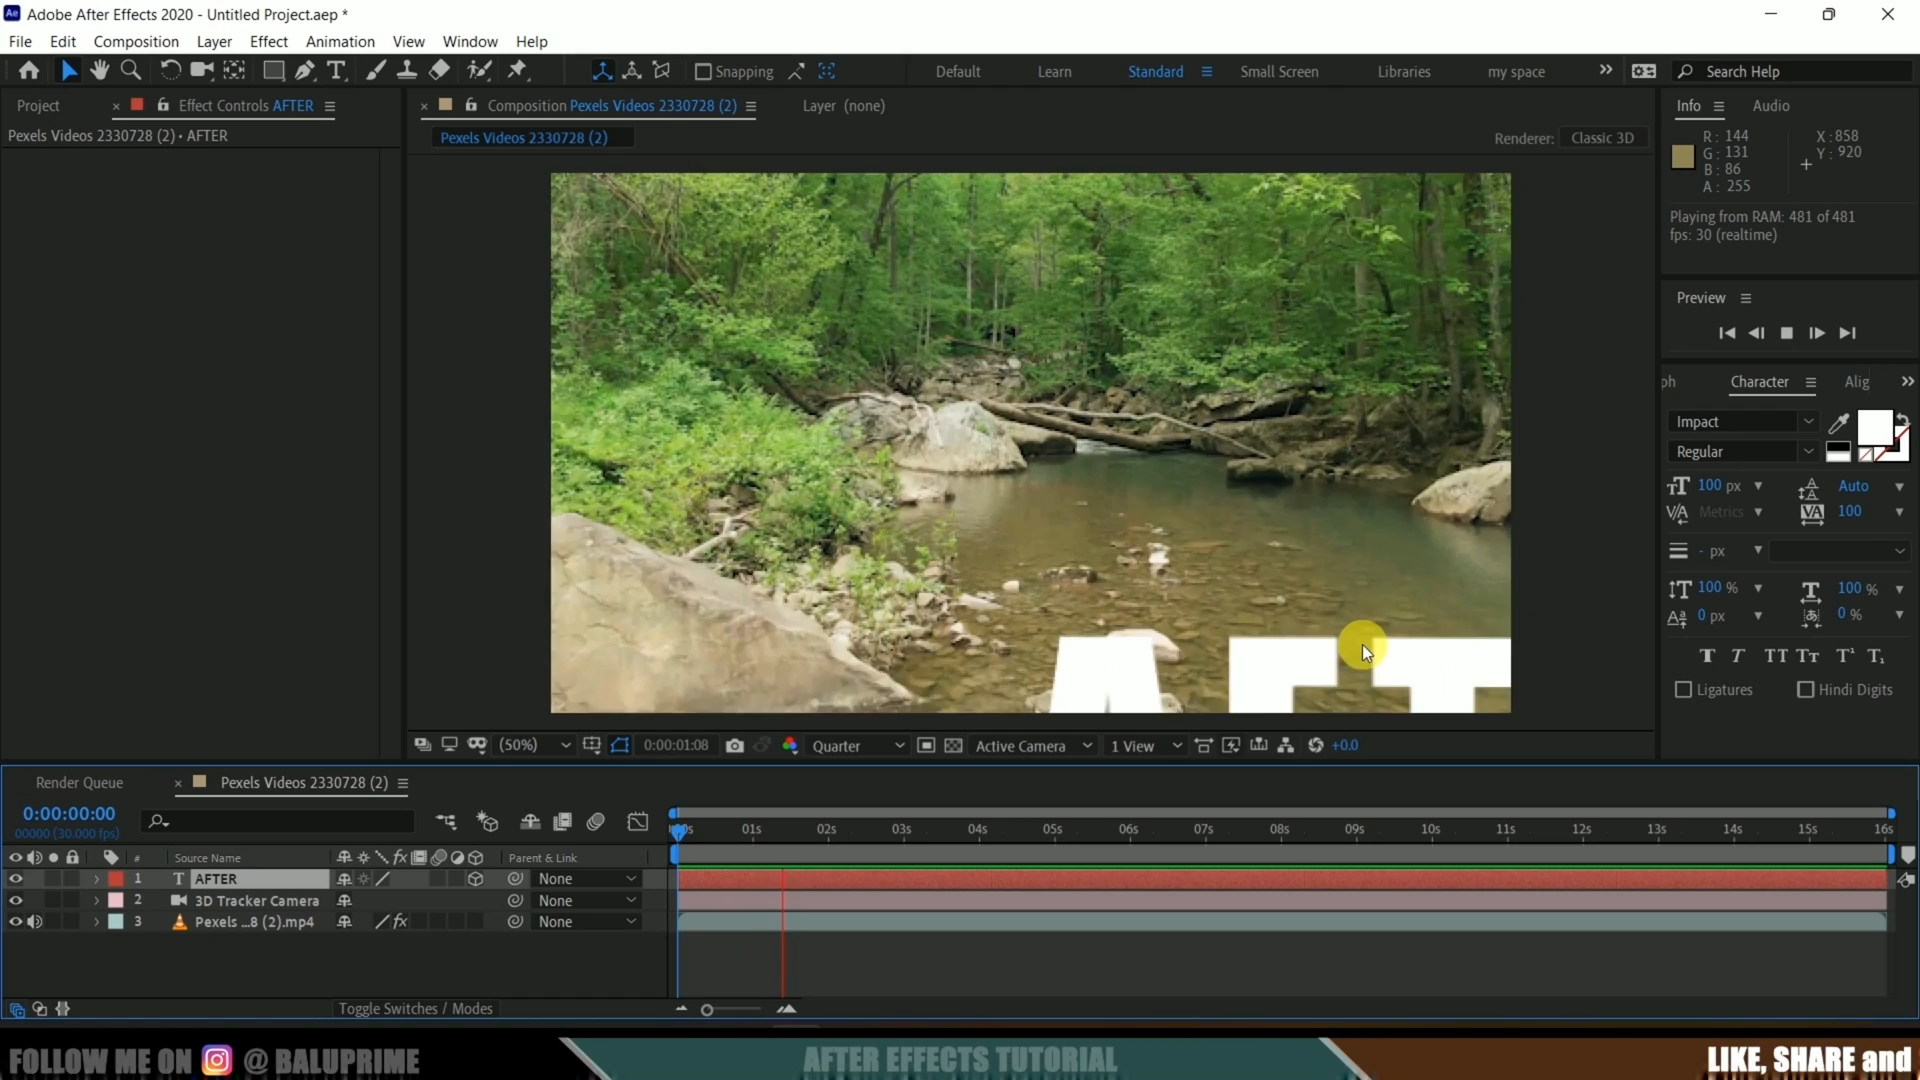 Ae Adobe After Effects 2020 - Untitled Project.aep *
File Edit Composition Layer Effect Animation View Window Help
Snapping Default Learn Standard Small Screen Libraries my space Search Help
Project Effect Controls AFTER Composition Pexels Videos 2330728 (2) Layer (none) Info Audio
Pexels Videos 2330728 (2) • AFTER
Pexels Videos 2330728 (2) Renderer: Classic 3D
R: 144 X: 858
G: 131 Y: 920
B: 86
A: 255
Playing from RAM: 481 of 481
fps: 30 (realtime)
Preview
ph Character Alig
Impact
Regular
100 px Auto
Metrics 100
- px
100 % 100 %
0 px 0 %
T T TT Tt T¹ T₁
Ligatures Hindi Digits
(50%) 0:00:01:08 Quarter Active Camera 1 View +0.0
Render Queue Pexels Videos 2330728 (2)
0:00:00:00
00000 (30.000 fps)
01s 02s 03s 04s 05s 06s 07s 08s 09s 10s 11s 12s 13s 14s 15s 16s
# Source Name fx Parent & Link
1 T AFTER None
2 3D Tracker Camera None
3 Pexels ...8 (2).mp4 fx None
Toggle Switches / Modes
FOLLOW ME ON @ BALUPRIME AFTER EFFECTS TUTORIAL LIKE, SHARE and